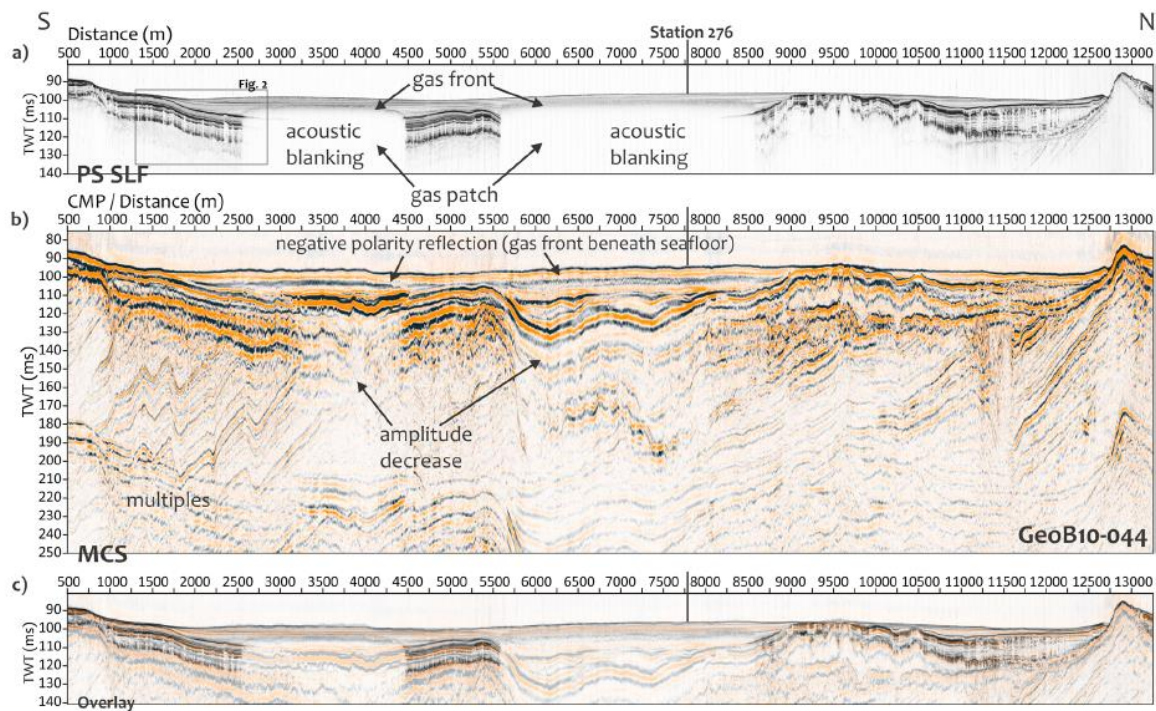 S N
Distance (m) Station 276
a) 500 1000 1500 2000 2500 3000 3500 4000 4500 5000 5500 6000 6500 7000 7500 8000 8500 9000 9500 10000 10500 11000 11500 12000 12500 13000
Fig. 2
gas front
90
100
110
120
130
140
TWT (ms)
acoustic
blanking
acoustic
blanking
PS SLF
gas patch
CMP / Distance (m)
b) 500 1000 1500 2000 2500 3000 3500 4000 4500 5000 5500 6000 6500 7000 7500 8000 8500 9000 9500 10000 10500 11000 11500 12000 12500 13000
negative polarity reflection (gas front beneath seafloor)
80
90
100
110
120
130
140
150
160
170
180
190
200
210
220
230
240
250
TWT (ms)
amplitude
decrease
multiples
GeoB10-044
MCS
c) 500 1000 1500 2000 2500 3000 3500 4000 4500 5000 5500 6000 6500 7000 7500 8000 8500 9000 9500 10000 10500 11000 11500 12000 12500 13000
90
100
110
120
130
140
TWT (ms)
Overlay